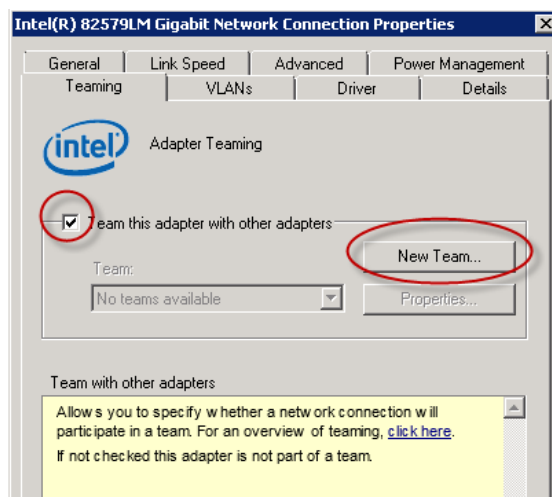 Intel(R) 82579LM Gigabit Network Connection Properties
General Link Speed Advanced Power Management
Teaming VLANs Driver Details
intel
Adapter Teaming
Team this adapter with other adapters
New Team...
Team:
No teams available Properties...
Team with other adapters
Allows you to specify whether a network connection will
participate in a team. For an overview of teaming, click here.
If not checked this adapter is not part of a team.